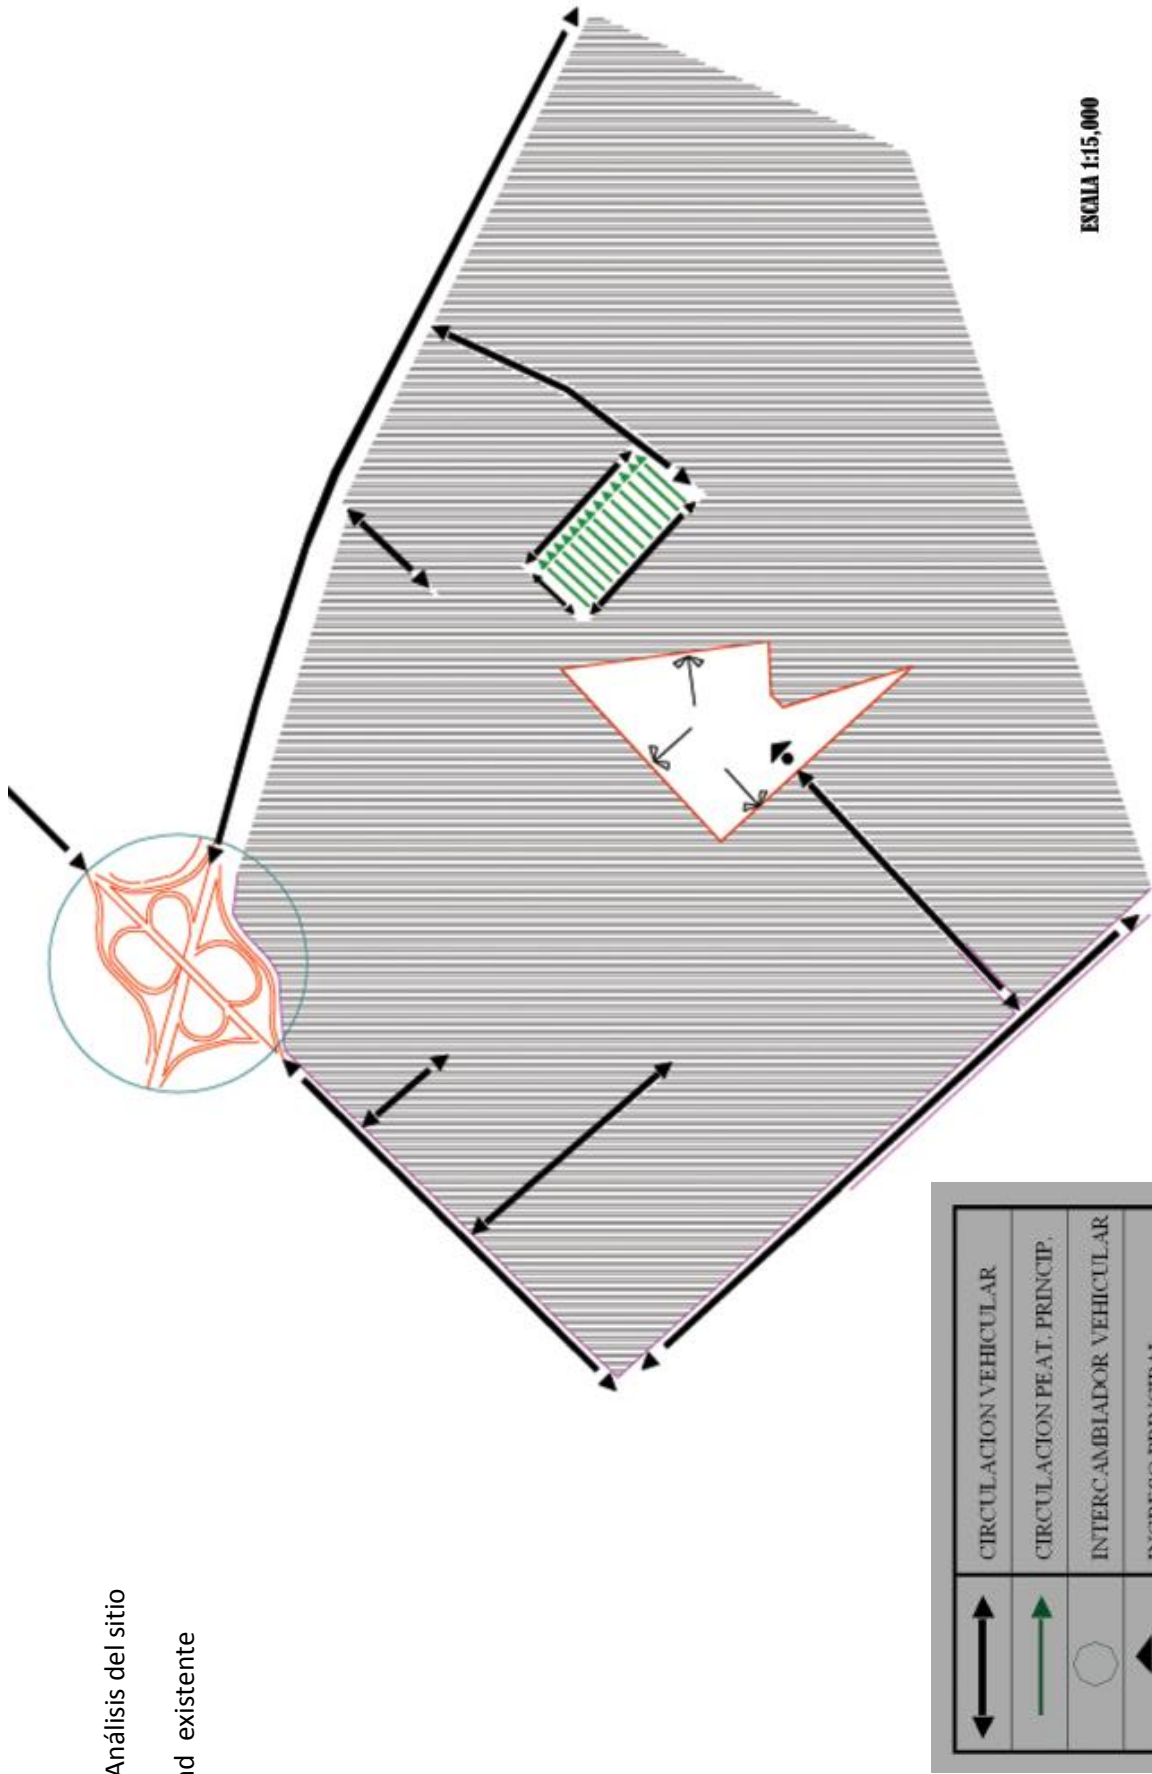 Análisis del sitio
existente
ESCALA 1:15,000
CIRCULACION VEHICULAR
CIRCULACION PEAT. PRINCIP.
INTERCAMBIADOR VEHICULAR